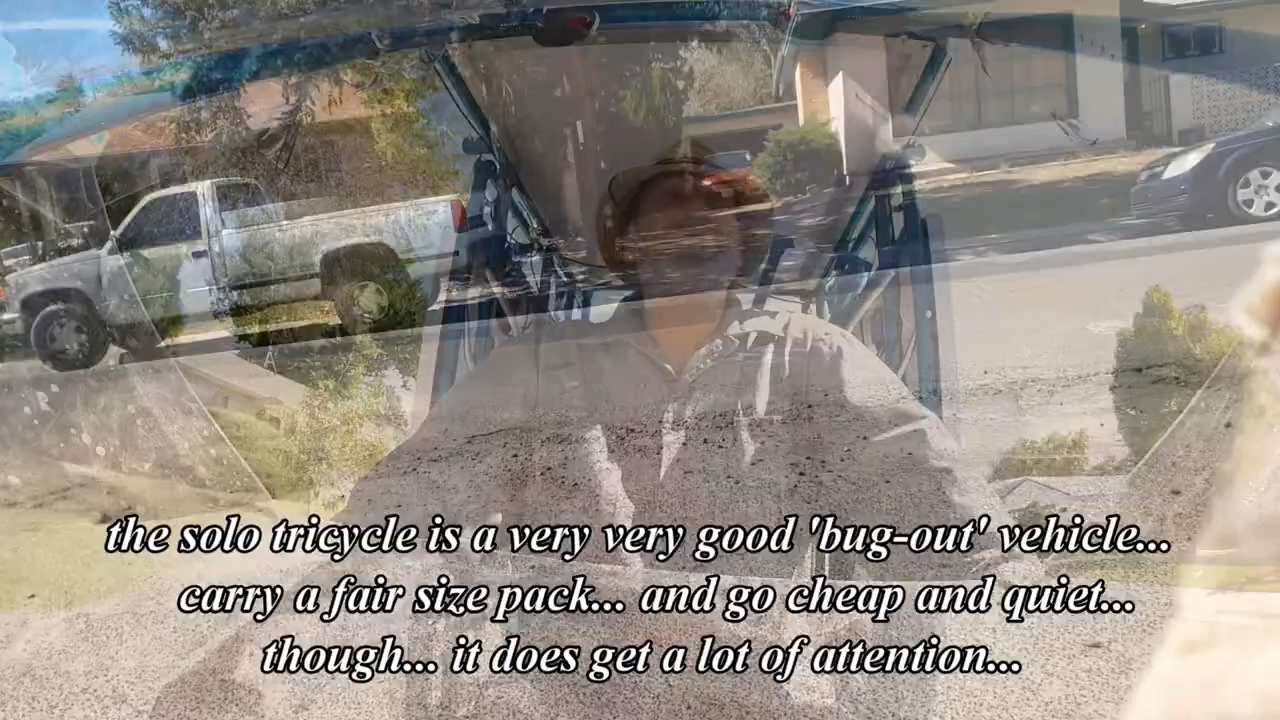 the solo tricycle is a very very good 'bug-out' vehicle...
carry a fair size pack... and go cheap and quiet...
though... it does get a lot of attention...